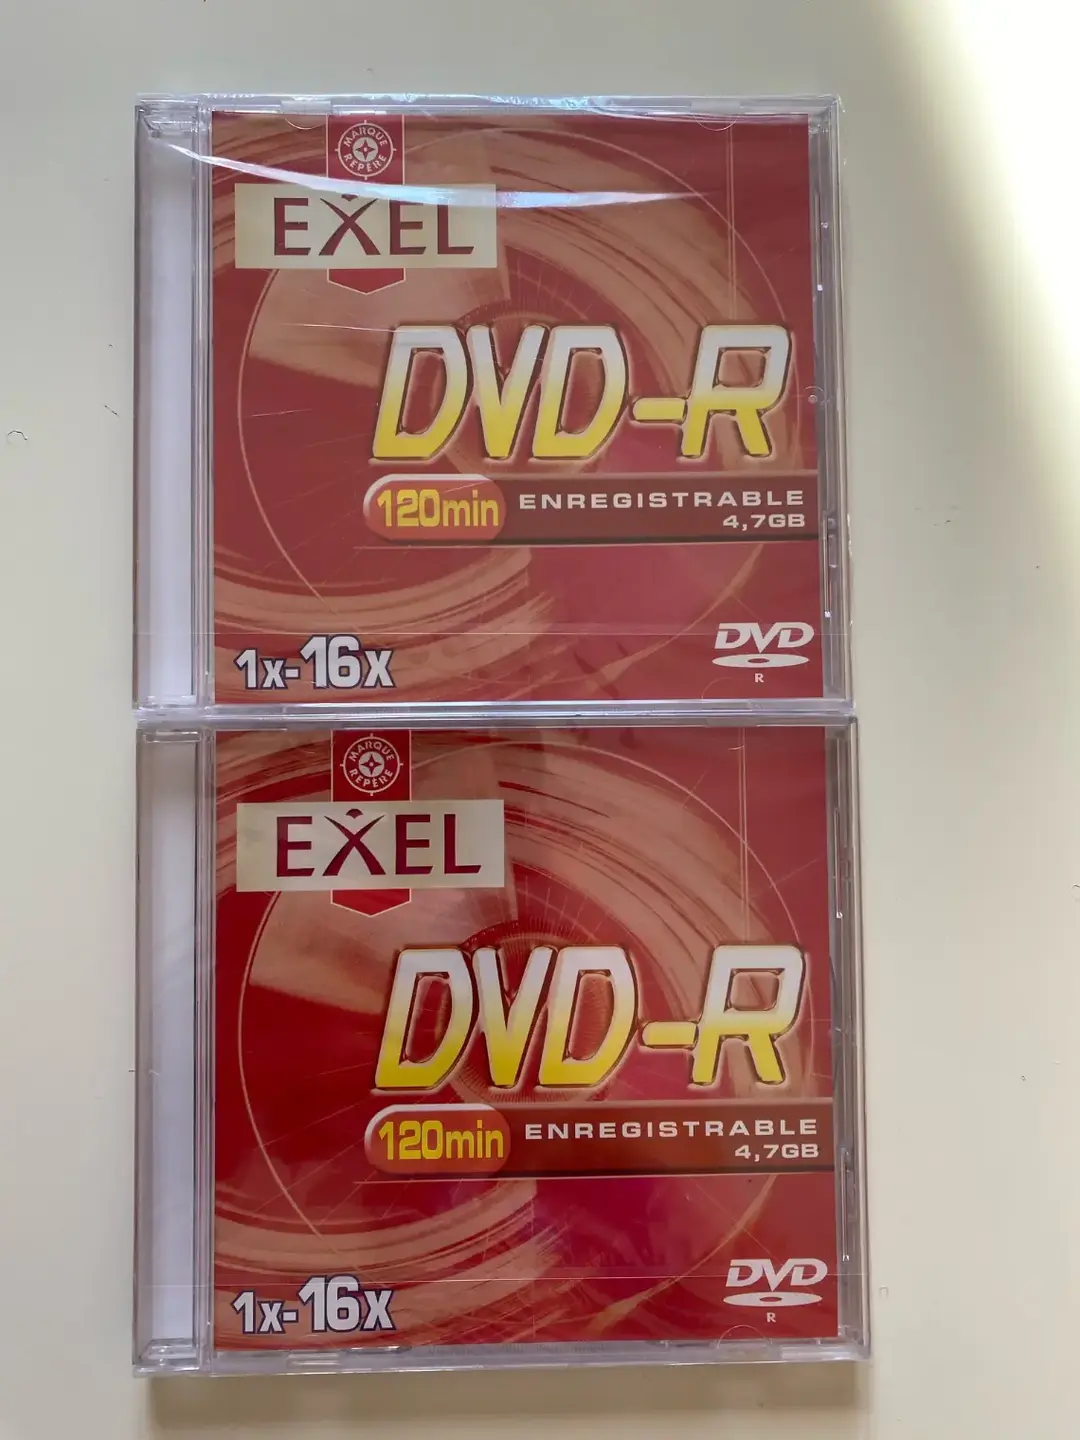 MARQUE
REPÈRE
EXEL
DVD-R
120min ENREGISTRABLE
4,7GB
1x-16x
DVD
R
MARQUE
REPÈRE
EXEL
DVD-R
120min ENREGISTRABLE
4,7GB
1x-16x
DVD
R